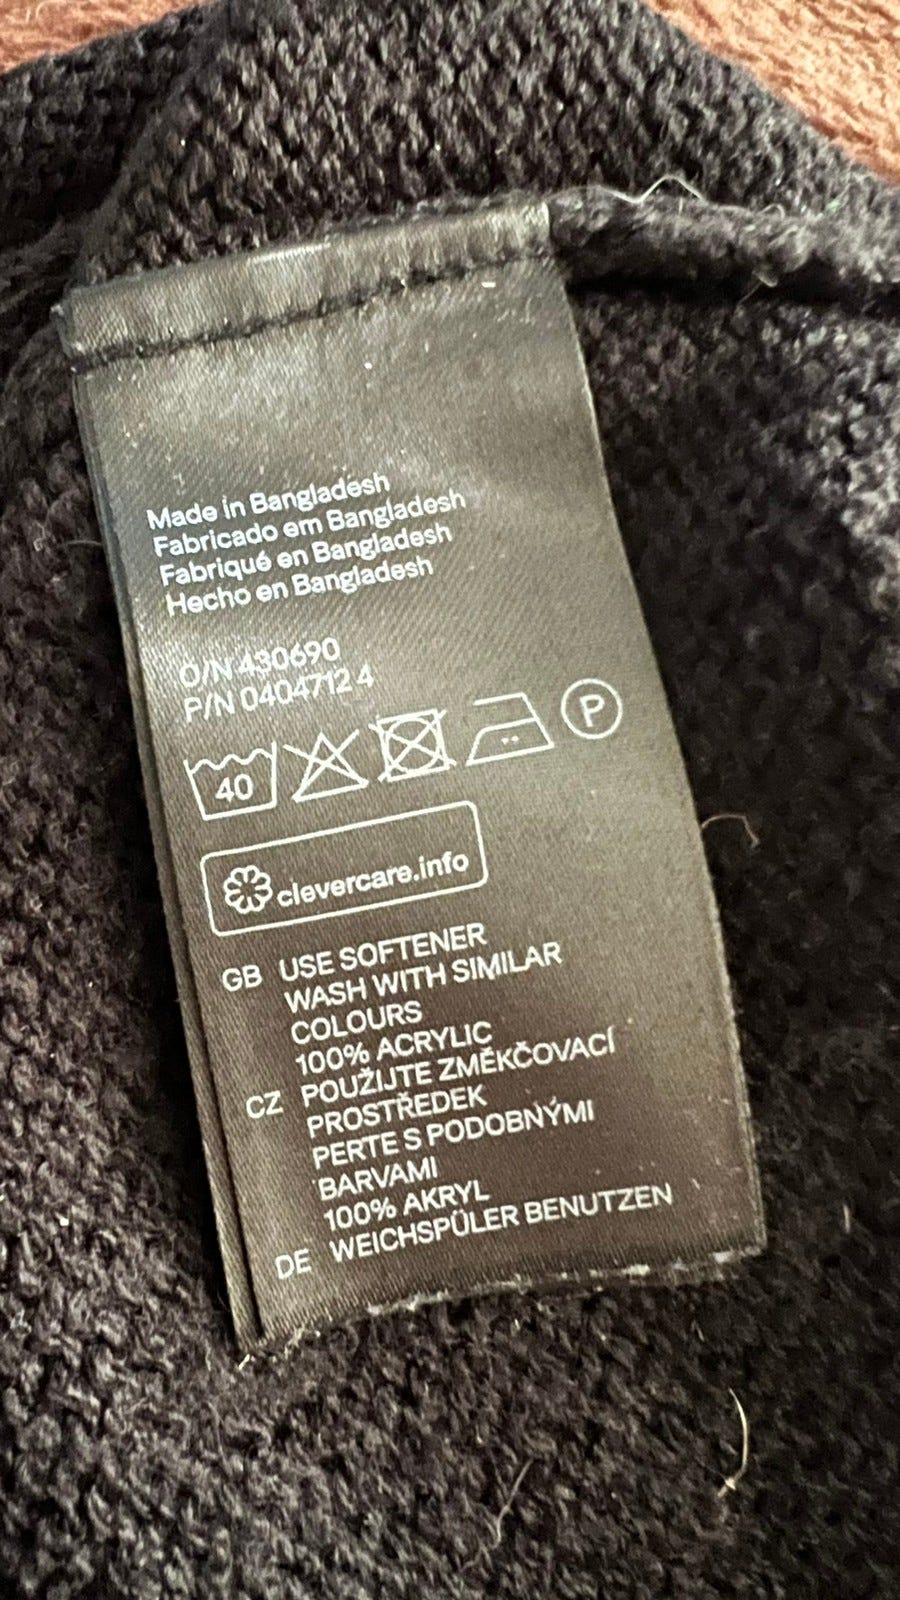 Made in Bangladesh
Fabricado em Bangladesh
Fabriqué en Bangladesh
Hecho en Bangladesh
O/N 430690
P/N 0404712 4
40
P
clevercare.info
GB USE SOFTENER
WASH WITH SIMILAR
COLOURS
100% ACRYLIC
CZ POUŽIJTE ZMĚKČOVACÍ
PROSTŘEDEK
PERTE S PODOBNÝMI
BARVAMI
100% AKRYL
DE WEICHSPÜLER BENUTZEN